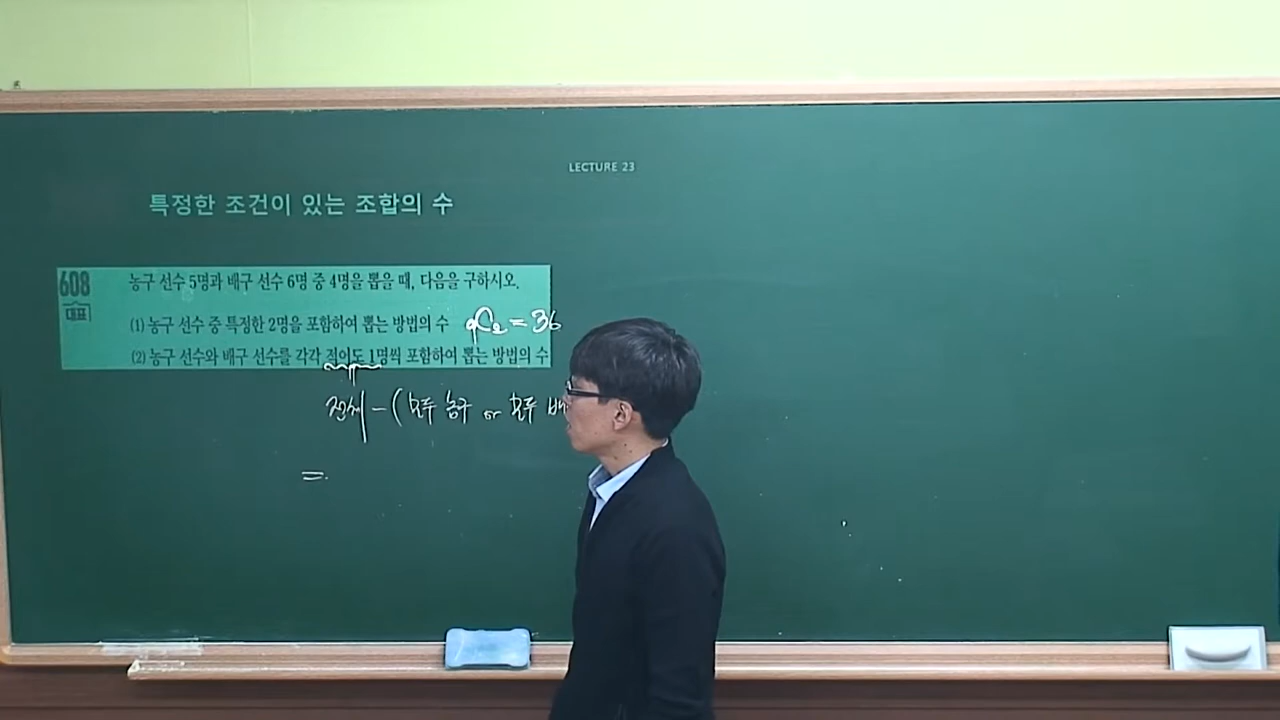 LECTURE 23
특정한 조건이 있는 조합의 수
608
대표
농구 선수 5명과 배구 선수 6명 중 4명을 뽑을 때, 다음을 구하시오.
(1) 농구 선수 중 특정한 2명을 포함하여 뽑는 방법의 수 ₉C₂ = 36
(2) 농구 선수와 배구 선수를 각각 적어도 1명씩 포함하여 뽑는 방법의 수
전체 - ( 모두 농구 or 모두 배
=